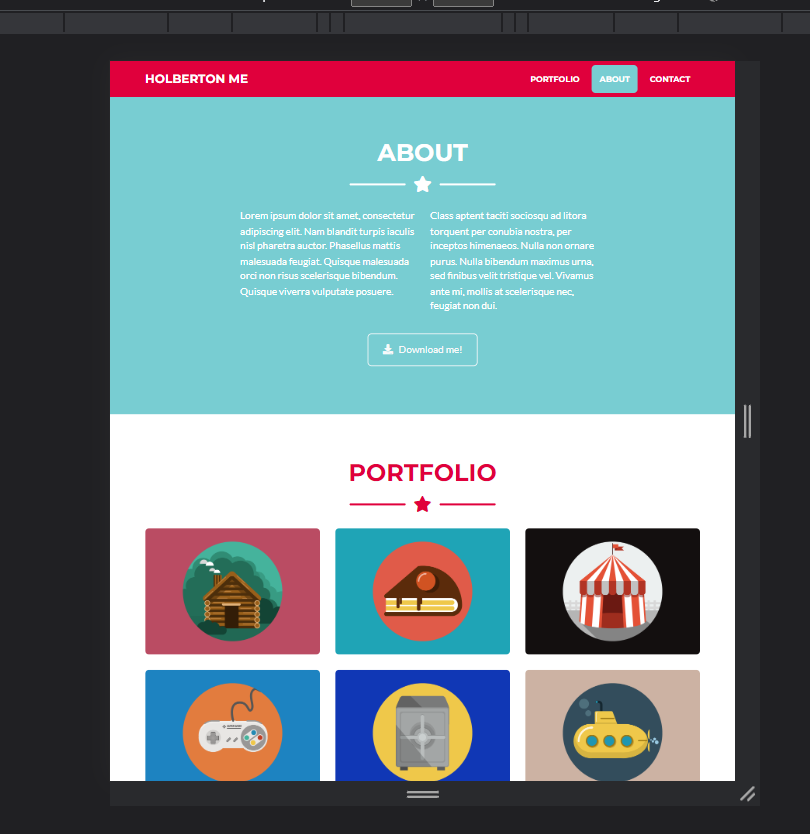 HOLBERTON ME
PORTFOLIO ABOUT CONTACT
ABOUT
Lorem ipsum dolor sit amet, consectetur
adipiscing elit. Nam blandit turpis iaculis
nisl pharetra auctor. Phasellus mattis
malesuada feugiat. Quisque malesuada
orci non risus scelerisque bibendum.
Quisque viverra vulputate posuere.
Class aptent taciti sociosqu ad litora
torquent per conubia nostra, per
inceptos himenaeos. Nulla non ornare
purus. Nulla bibendum maximus urna,
sed finibus velit tristique vel. Vivamus
ante mi, mollis at scelerisque nec,
feugiat non dui.
Download me!
PORTFOLIO